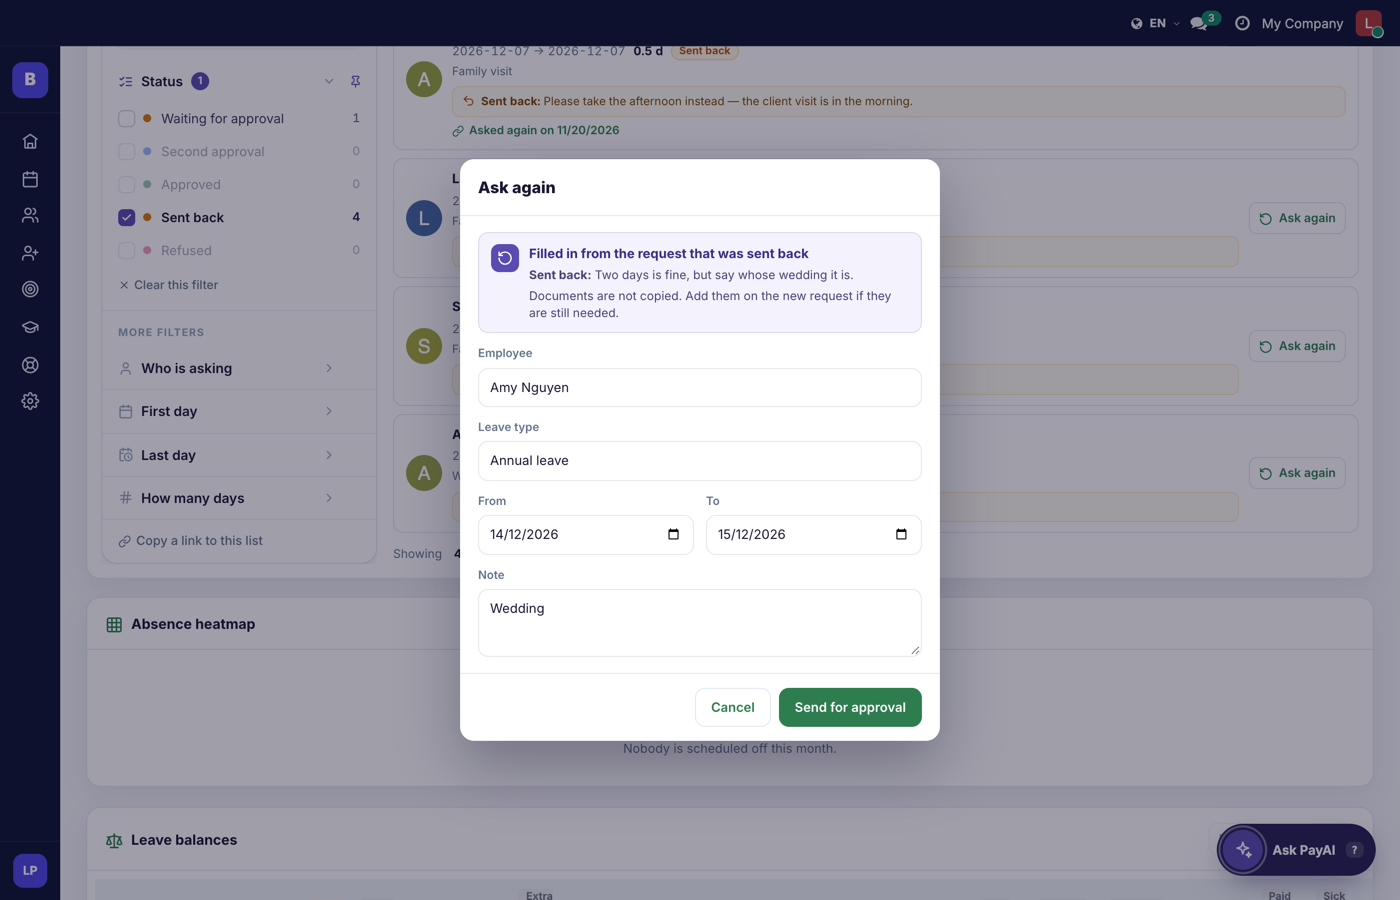 EN
3
My Company
L
B
Status 1
Waiting for approval 1
Second approval 0
Approved 0
Sent back 4
Refused 0
Clear this filter
MORE FILTERS
Who is asking
First day
Last day
How many days
Copy a link to this list
2026-12-07 → 2026-12-07 0.5 d Sent back
A
Family visit
Sent back: Please take the afternoon instead — the client visit is in the morning.
Asked again on 11/20/2026
L
Ask again
S
Ask again
A
Ask again
Showing 4
Ask again
Filled in from the request that was sent back
Sent back: Two days is fine, but say whose wedding it is.
Documents are not copied. Add them on the new request if they
are still needed.
Employee
Amy Nguyen
Leave type
Annual leave
From To
14/12/2026 15/12/2026
Note
Wedding
Cancel Send for approval
Absence heatmap
Nobody is scheduled off this month.
Leave balances
Ask PayAI ?
LP
Extra Paid Sick